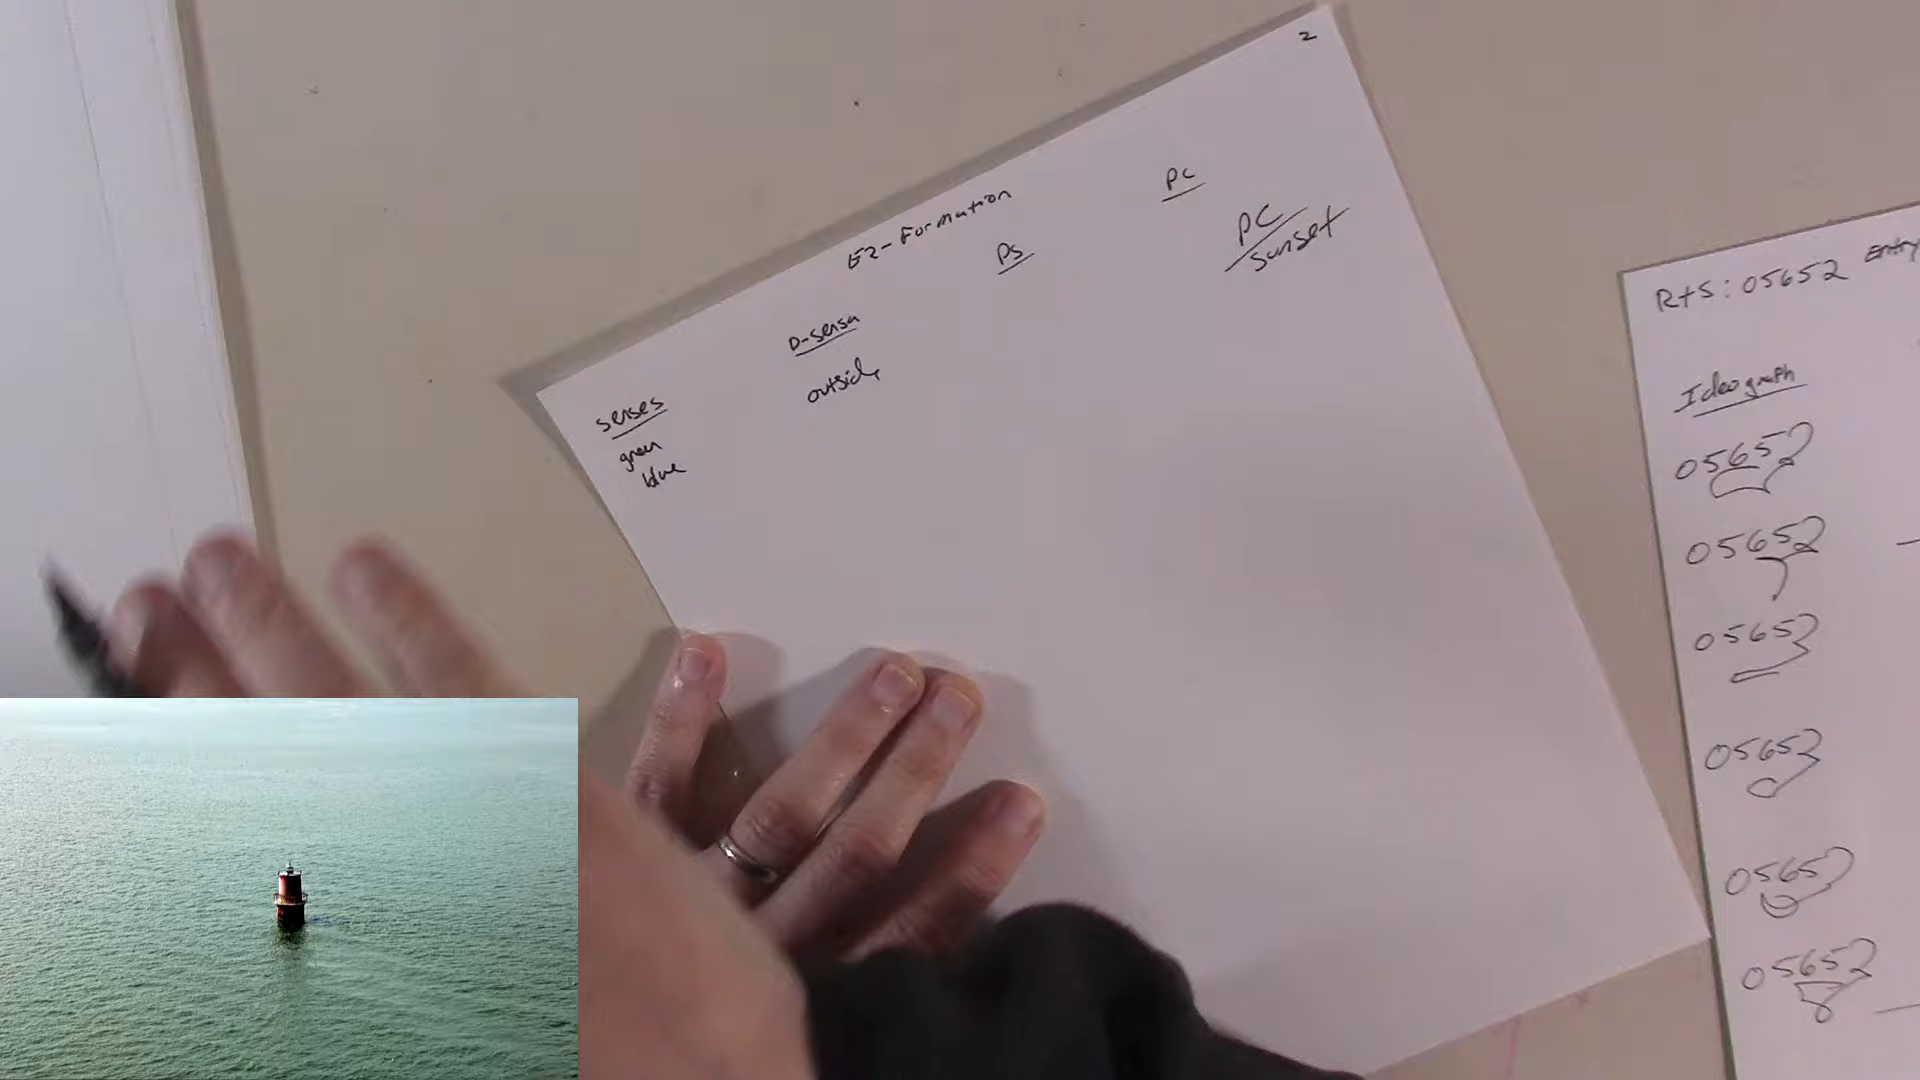 2
E2-Formation
senses
D-sensa
Ps
Pc
green
blue
outside
PC/
sunset
R+S: 05652 Entry
Ideograph
05652
05652
05652
05652
05652
05652